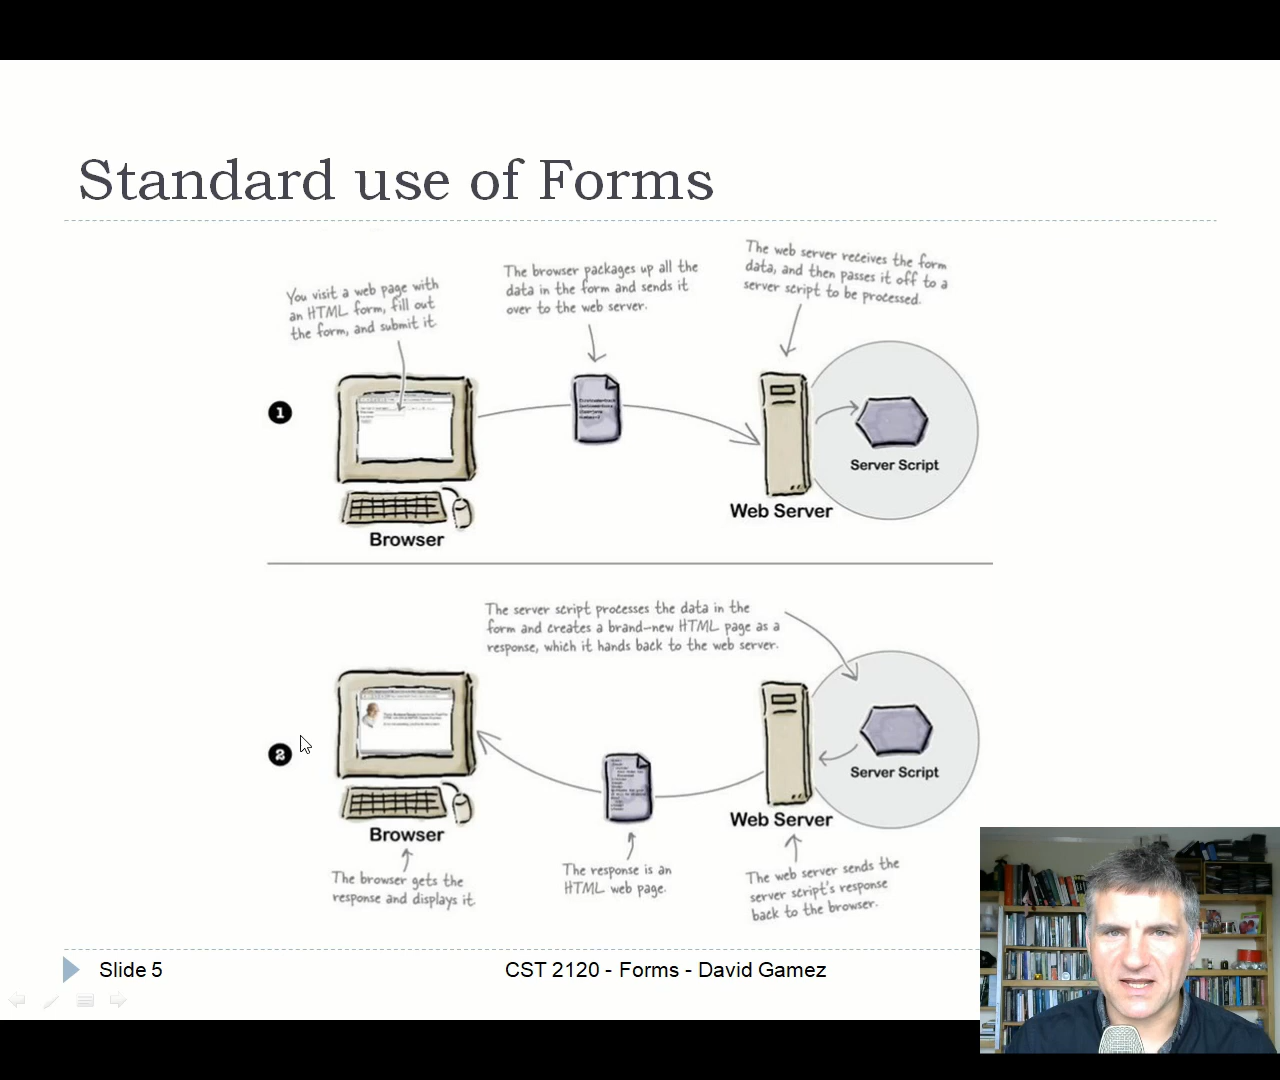 Standard use of Forms
You visit a web page with
an HTML form, fill out
the form, and submit it.
The browser packages up all the
data in the form and sends it
over to the web server.
The web server receives the form
data, and then passes it off to a
server script to be processed.
1
Server Script
Web Server
Browser
The server script processes the data in the
form and creates a brand-new HTML page as a
response, which it hands back to the web server.
2
Server Script
Web Server
Browser
The browser gets the
response and displays it.
The response is an
HTML web page.
The web server sends the
server script's response
back to the browser.
Slide 5
CST 2120 - Forms - David Gamez